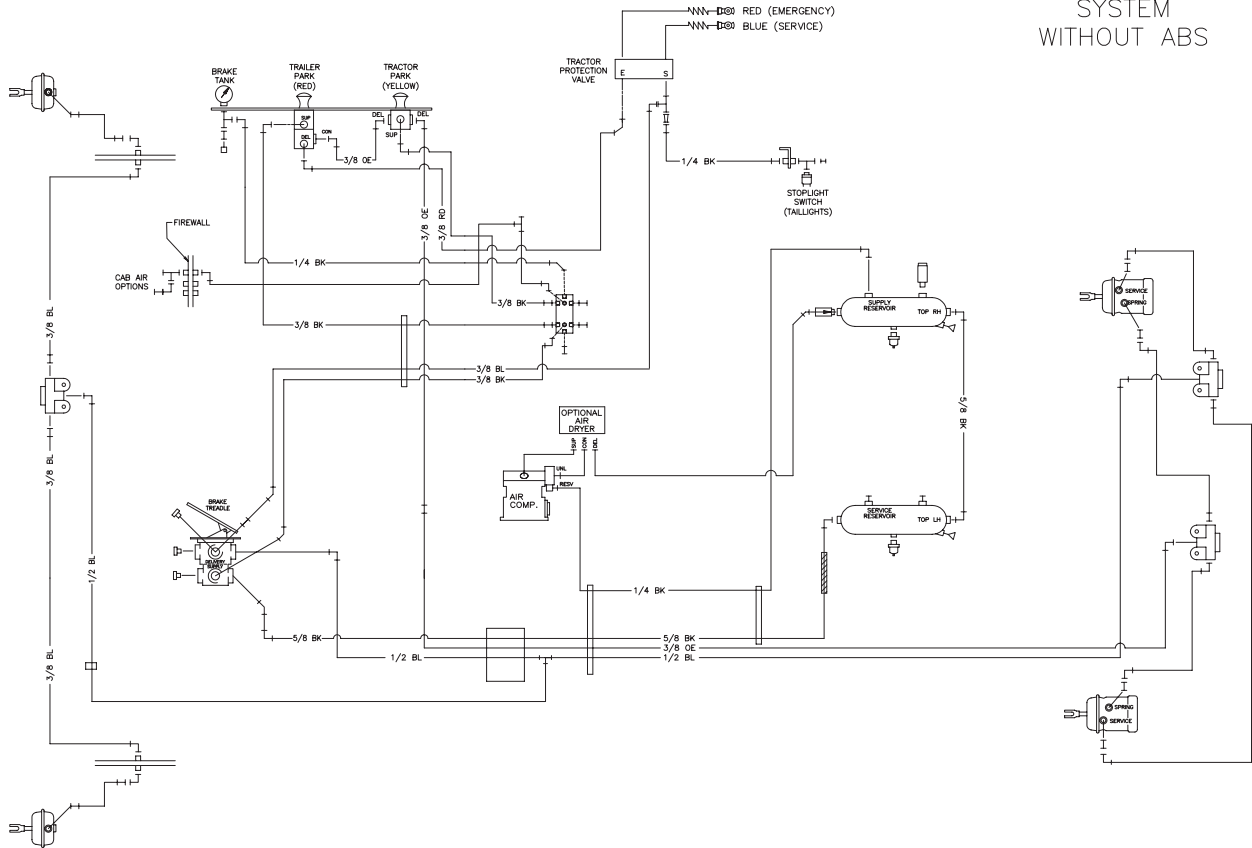 SYSTEM
WITHOUT ABS
RED (EMERGENCY)
BLUE (SERVICE)
TRACTOR
PROTECTION
VALVE
E
S
BRAKE
TANK
TRAILER
PARK
(RED)
TRACTOR
PARK
(YELLOW)
SUP
DEL
CON
DEL
DEL
SUP
3/8 OE
1/4 BK
STOPLIGHT
SWITCH
(TAILLIGHTS)
3/8 OE
3/8 RD
FIREWALL
CAB AIR
OPTIONS
1/4 BK
3/8 BK
3/8 BK
3/8 BL
SUPPLY
RESERVOIR
TOP RH
SERVICE
SPRING
3/8 BL
3/8 BK
5/8 BK
OPTIONAL
AIR
DRYER
SUP
CON
DEL
UNL
RESV
AIR
COMP.
3/8 BL
BRAKE
TREADLE
DELIVERY
SUPPLY
SERVICE
RESERVOIR
TOP LH
1/2 BL
1/4 BK
5/8 BK
5/8 BK
3/8 OE
1/2 BL
1/2 BL
3/8 BL
SPRING
SERVICE